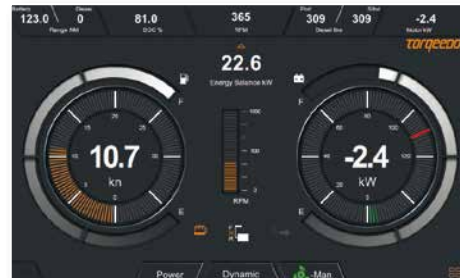 Battery Diesel Port Stbd
123.0 / 0 81.0 365 309 / 309 -2.4
Range NM SOC % RPM Diesel ltrs Motor kW
torqeedo
22.6
Energy Balance kW
F F
E E
10.7
kn
-2.4
kW
RPM
Power Dynamic -Man